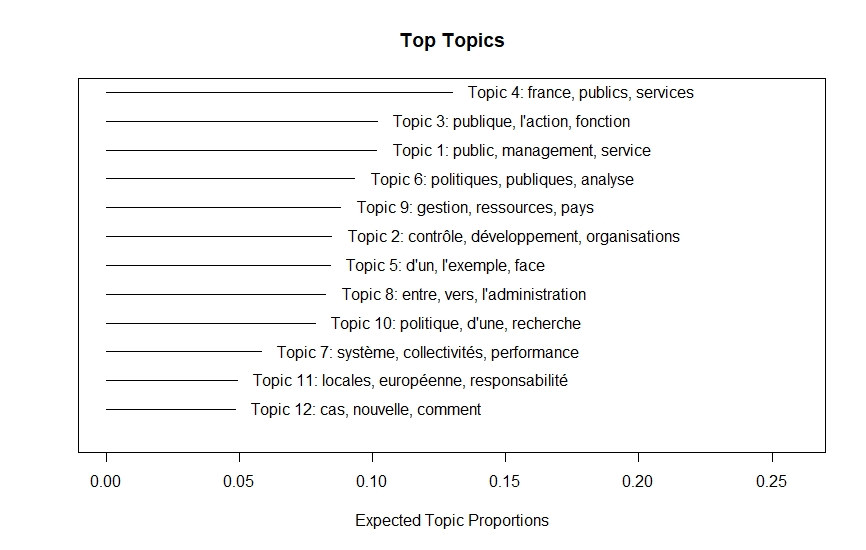 Top Topics
Topic 4: france, publics, services
Topic 3: publique, l'action, fonction
Topic 1: public, management, service
Topic 6: politiques, publiques, analyse
Topic 9: gestion, ressources, pays
Topic 2: contrôle, développement, organisations
Topic 5: d'un, l'exemple, face
Topic 8: entre, vers, l'administration
Topic 10: politique, d'une, recherche
Topic 7: système, collectivités, performance
Topic 11: locales, européenne, responsabilité
Topic 12: cas, nouvelle, comment
0.00 0.05 0.10 0.15 0.20 0.25
Expected Topic Proportions